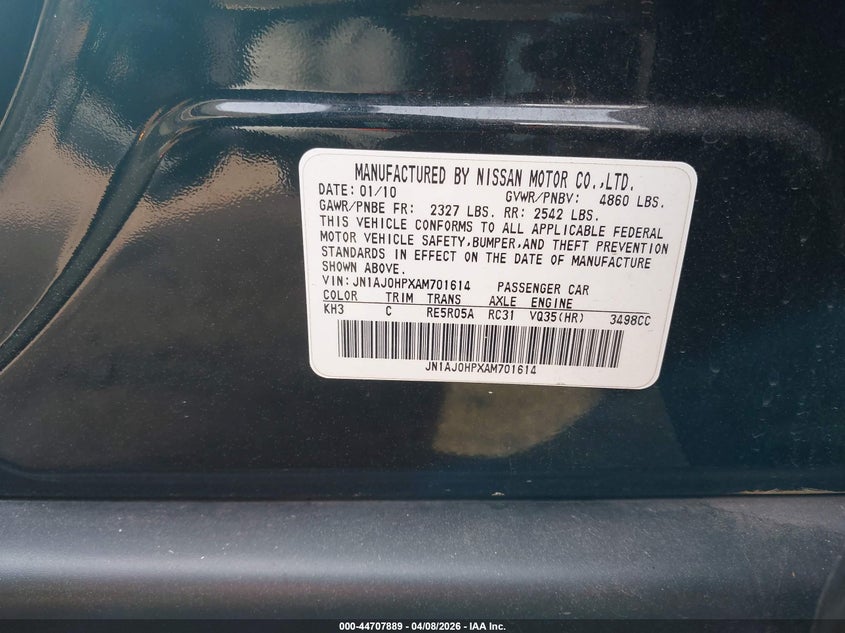 MANUFACTURED BY NISSAN MOTOR CO.,LTD.
DATE: 01/10 GVWR/PNBV: 4860 LBS.
GAWR/PNBE FR: 2327 LBS. RR: 2542 LBS.
THIS VEHICLE CONFORMS TO ALL APPLICABLE FEDERAL
MOTOR VEHICLE SAFETY,BUMPER,AND THEFT PREVENTION
STANDARDS IN EFFECT ON THE DATE OF MANUFACTURE
SHOWN ABOVE.
VIN: JN1AJ0HPXAM701614 PASSENGER CAR
COLOR TRIM TRANS AXLE ENGINE
KH3 C RE5R05A RC31 VQ35(HR) 3498CC
JN1AJ0HPXAM701614
000-44707889 - 04/08/2026 - IAA Inc.